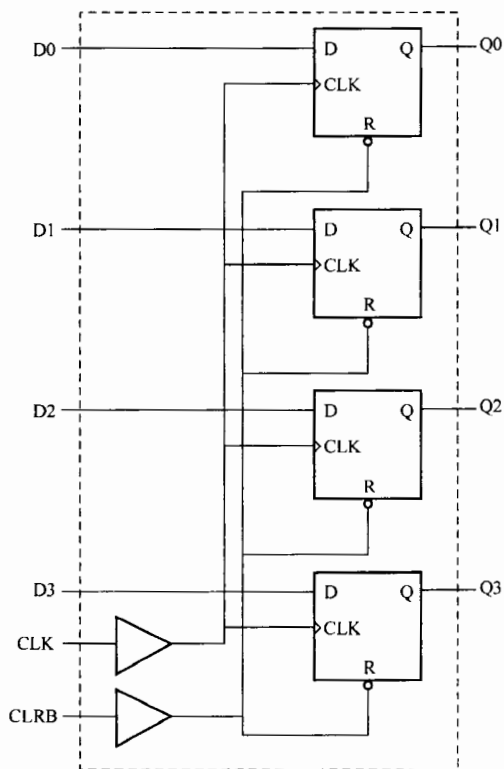 D0 D Q Q0
CLK
R
D1 D Q Q1
CLK
R
D2 D Q Q2
CLK
R
D3 D Q Q3
CLK CLK
R
CLRB